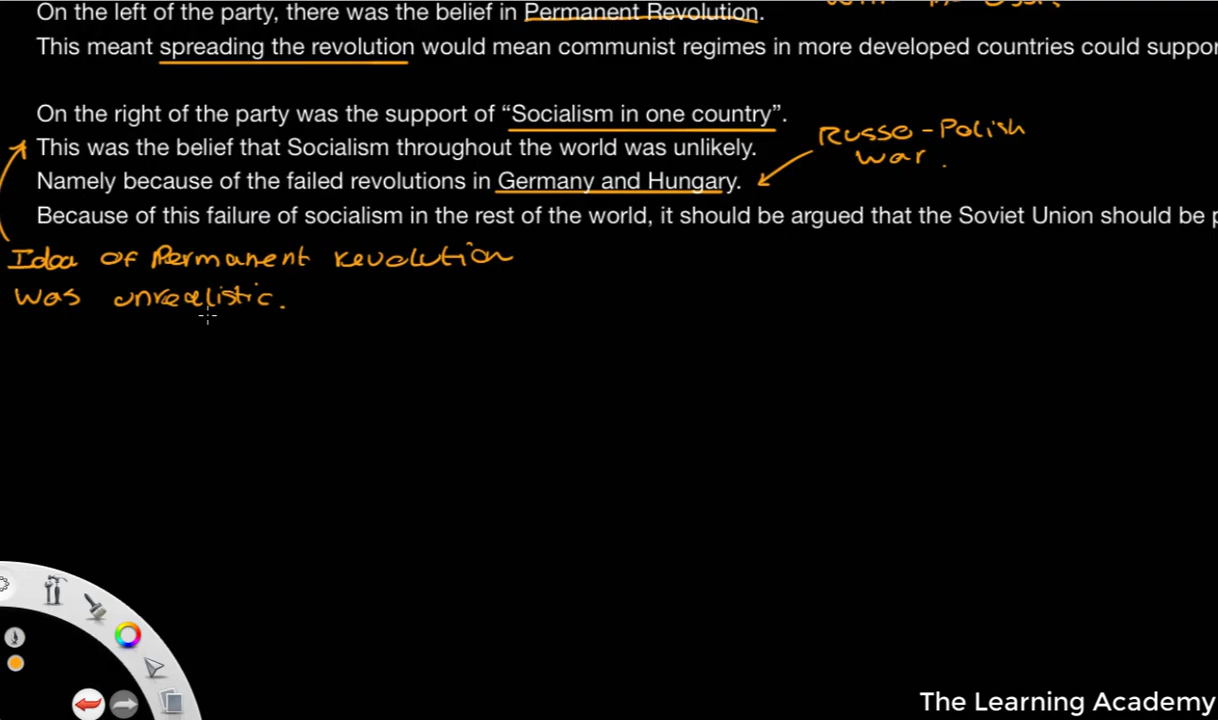 On the left of the party, there was the belief in Permanent Revolution.
This meant spreading the revolution would mean communist regimes in more developed countries could suppor
On the right of the party was the support of “Socialism in one country”.
Russo - Polish
war.
This was the belief that Socialism throughout the world was unlikely.
Namely because of the failed revolutions in Germany and Hungary.
Because of this failure of socialism in the rest of the world, it should be argued that the Soviet Union should be p
Idea of Permanent Revolution
was unrealistic.
The Learning Academy